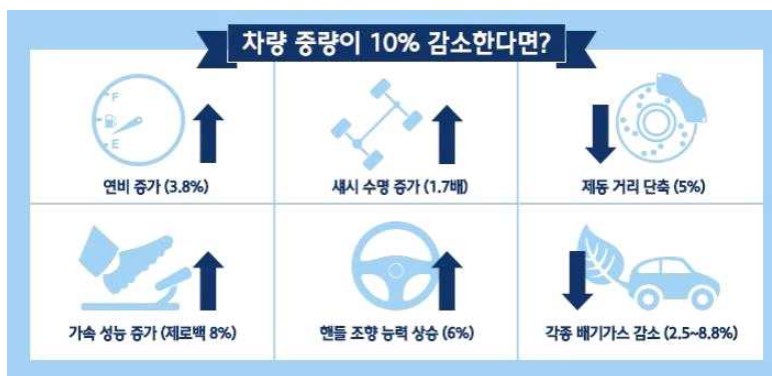 차량 중량이 10% 감소한다면?
F
E
연비 증가 (3.8%)
섀시 수명 증가 (1.7배)
제동 거리 단축 (5%)
가속 성능 증가 (제로백 8%)
핸들 조향 능력 상승 (6%)
각종 배기가스 감소 (2.5~8.8%)